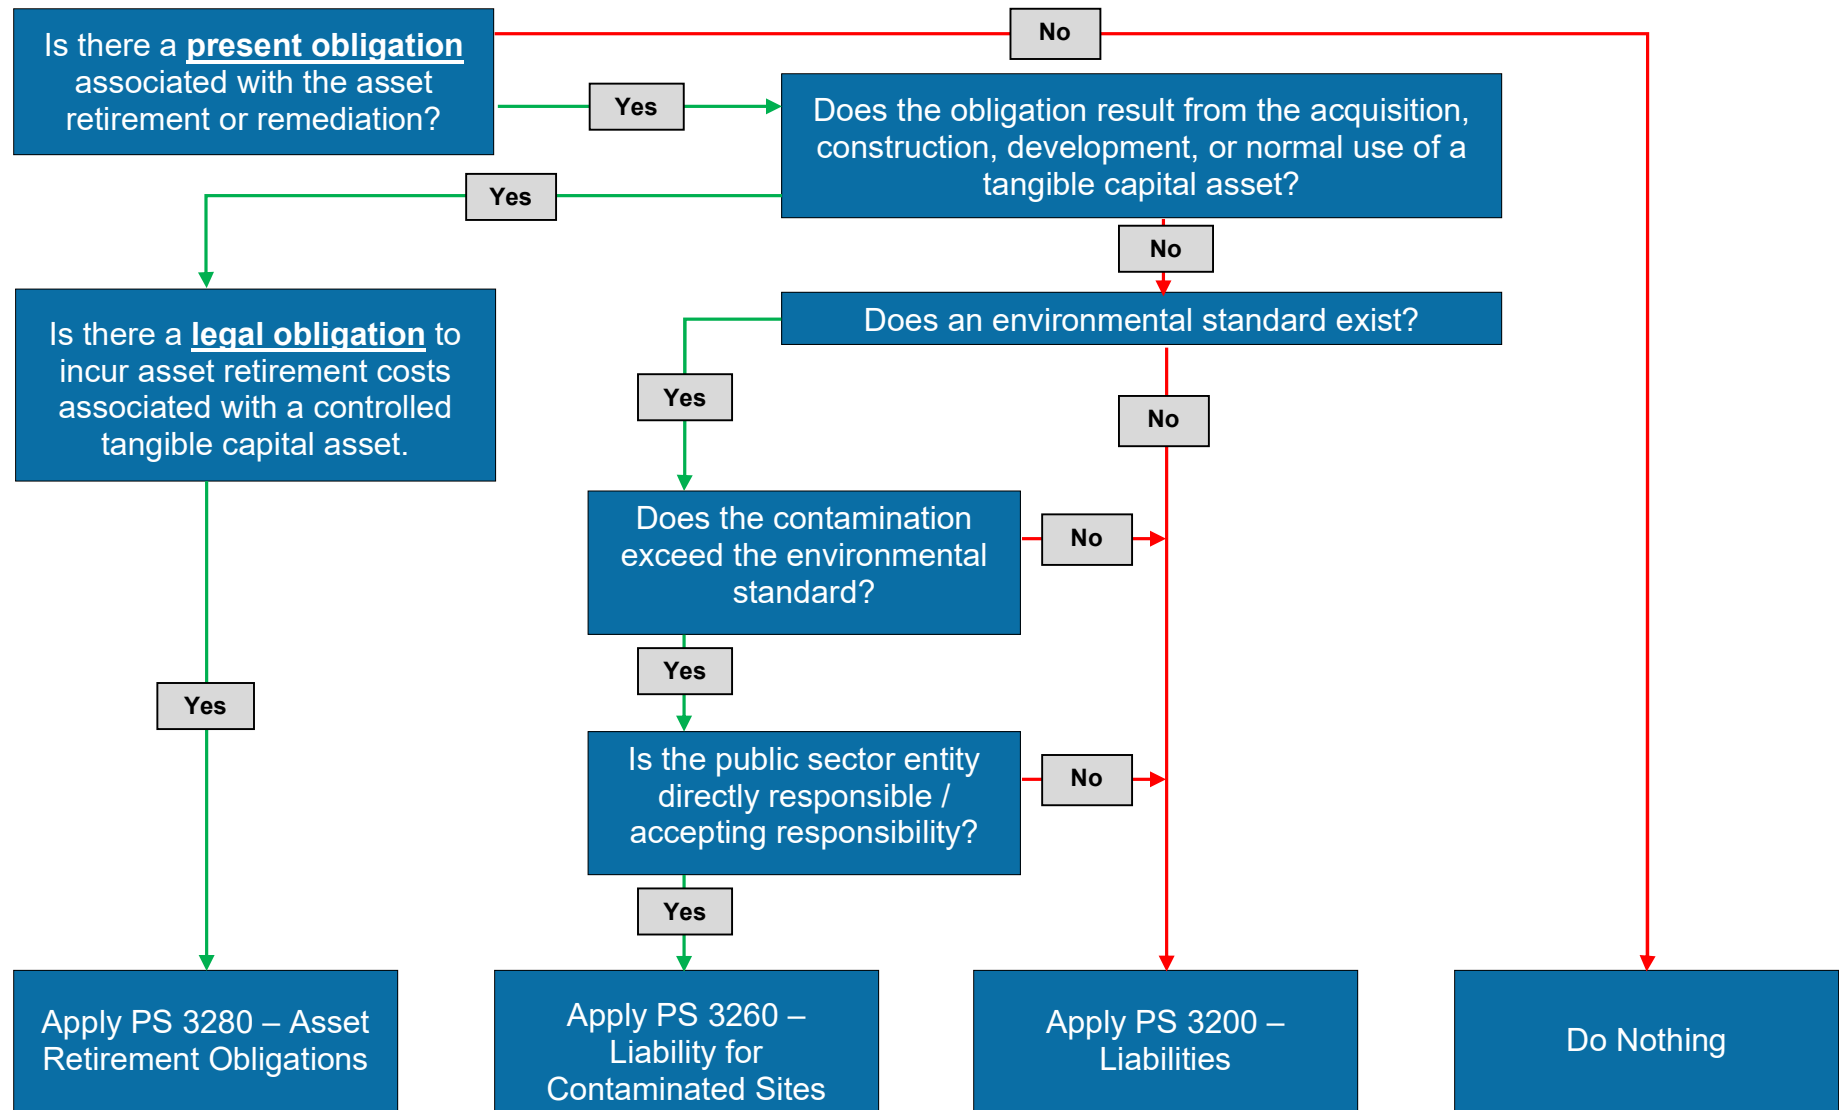 Is there a present obligation
associated with the asset
retirement or remediation?
No
Yes
Does the obligation result from the acquisition,
construction, development, or normal use of a
tangible capital asset?
Yes
No
Is there a legal obligation to
incur asset retirement costs
associated with a controlled
tangible capital asset.
Does an environmental standard exist?
Yes
No
Does the contamination
exceed the environmental
standard?
No
Yes
Yes
Is the public sector entity
directly responsible /
accepting responsibility?
No
Yes
Apply PS 3280 – Asset
Retirement Obligations
Apply PS 3260 –
Liability for
Contaminated Sites
Apply PS 3200 –
Liabilities
Do Nothing